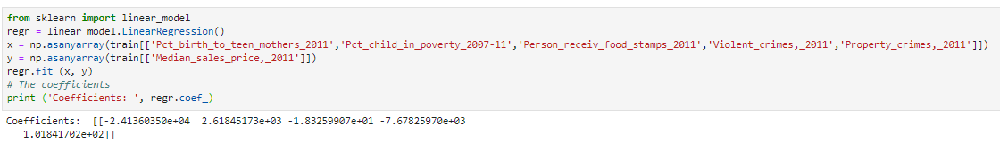 from sklearn import linear_model
regr = linear_model.LinearRegression()
x = np.asanyarray(train[['Pct_birth_to_teen_mothers_2011','Pct_child_in_poverty_2007-11','Person_receiv_food_stamps_2011','Violent_crimes,_2011','Property_crimes,_2011']])
y = np.asanyarray(train[['Median_sales_price,_2011']])
regr.fit (x, y)
# The coefficients
print ('Coefficients: ', regr.coef_)
Coefficients:  [[-2.41360350e+04  2.61845173e+03 -1.83259907e+01 -7.67825970e+03
   1.01841702e+02]]